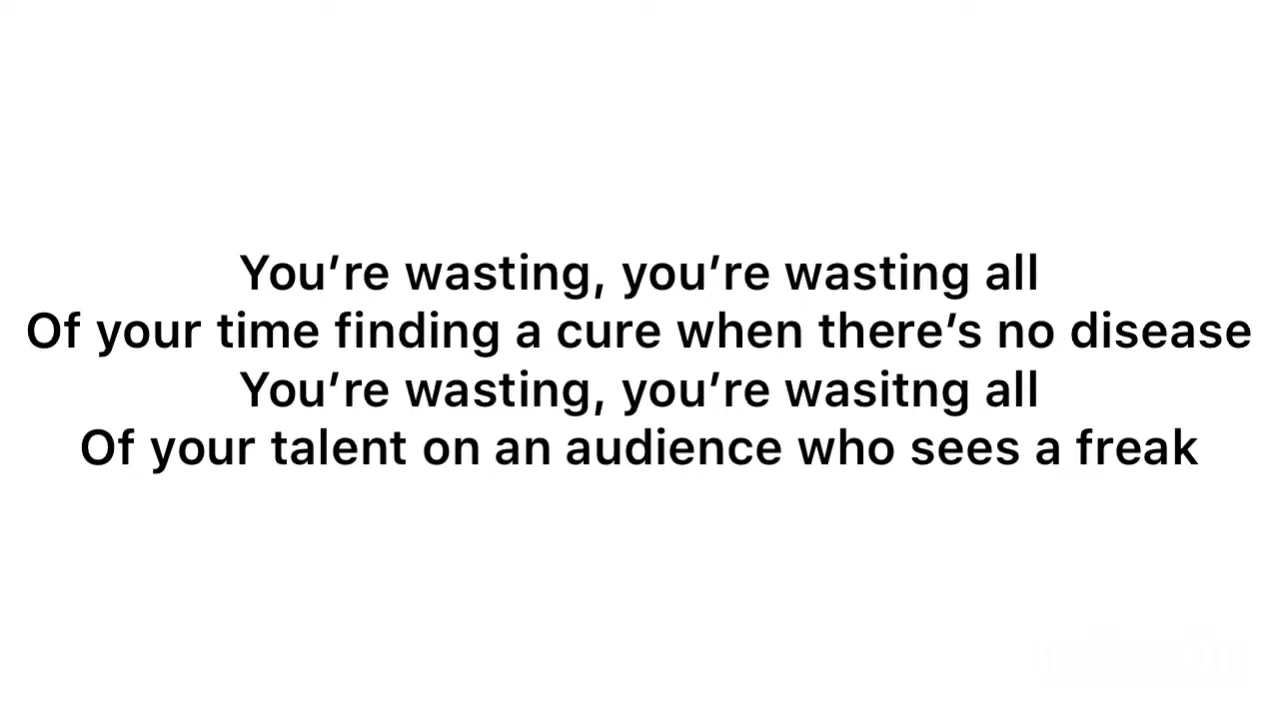 You’re wasting, you’re wasting all
Of your time finding a cure when there’s no disease
You’re wasting, you’re wasitng all
Of your talent on an audience who sees a freak